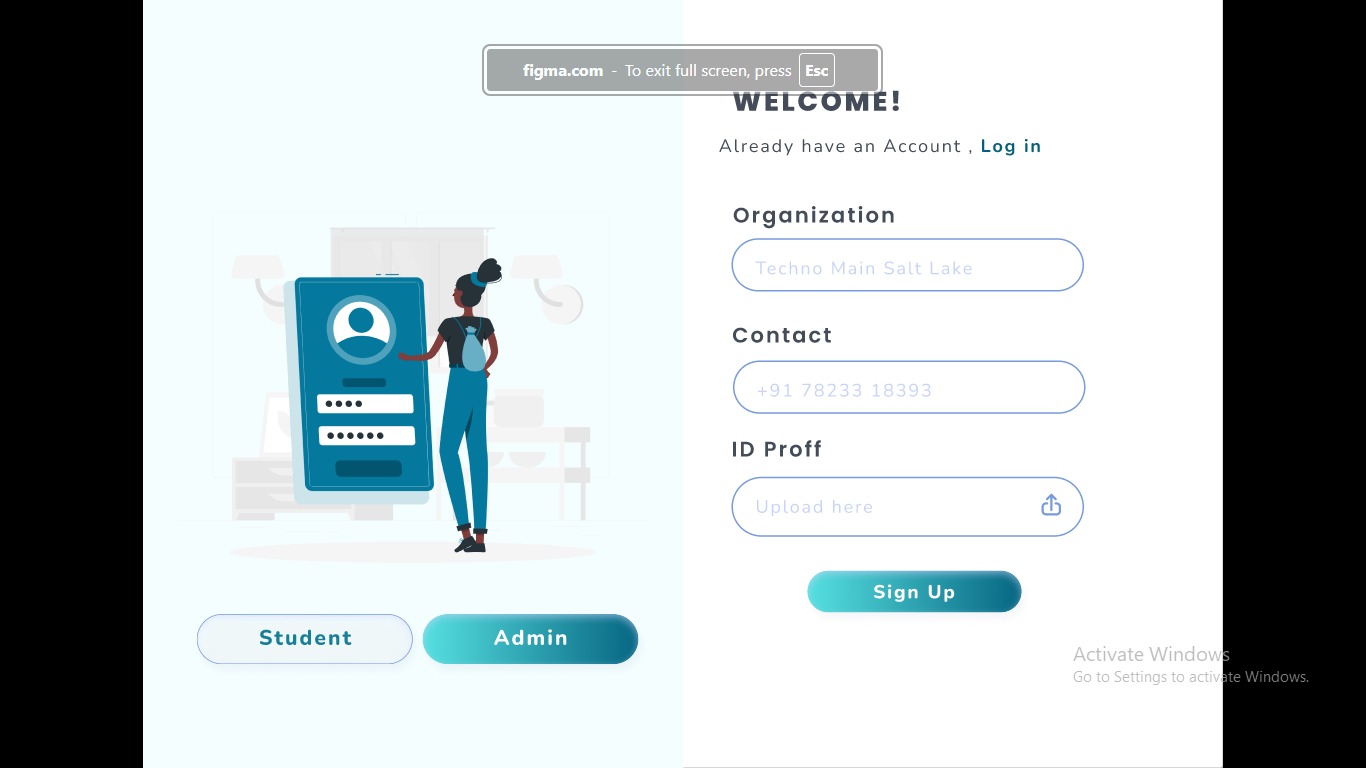 figma.com - To exit full screen, press Esc
WELCOME!
Already have an Account , Log in
Organization
Techno Main Salt Lake
Contact
+91 78233 18393
ID Proff
Upload here
Sign Up
Student
Admin
Activate Windows
Go to Settings to activate Windows.